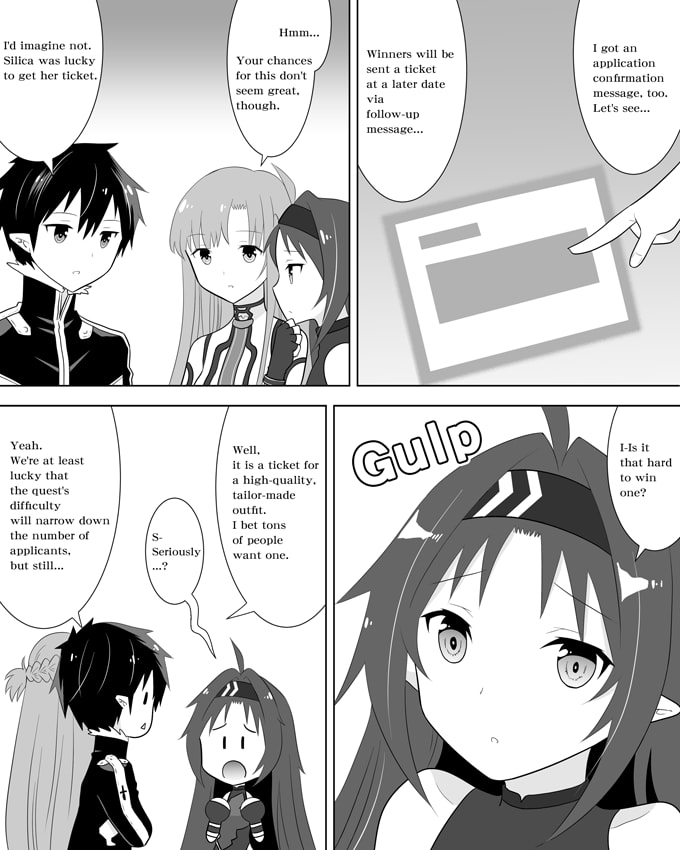 I got an
application
confirmation
message, too.
Let's see...
Winners will be
sent a ticket
at a later date
via
follow-up
message...
Hmm...
Your chances
for this don't
seem great,
though.
I'd imagine not.
Silica was lucky
to get her ticket.
I-Is it
that hard
to win
one?
Gulp
Well,
it is a ticket for
a high-quality,
tailor-made
outfit.
I bet tons
of people
want one.
S-
Seriously
...?
Yeah.
We're at least
lucky that
the quest's
difficulty
will narrow down
the number of
applicants,
but still...